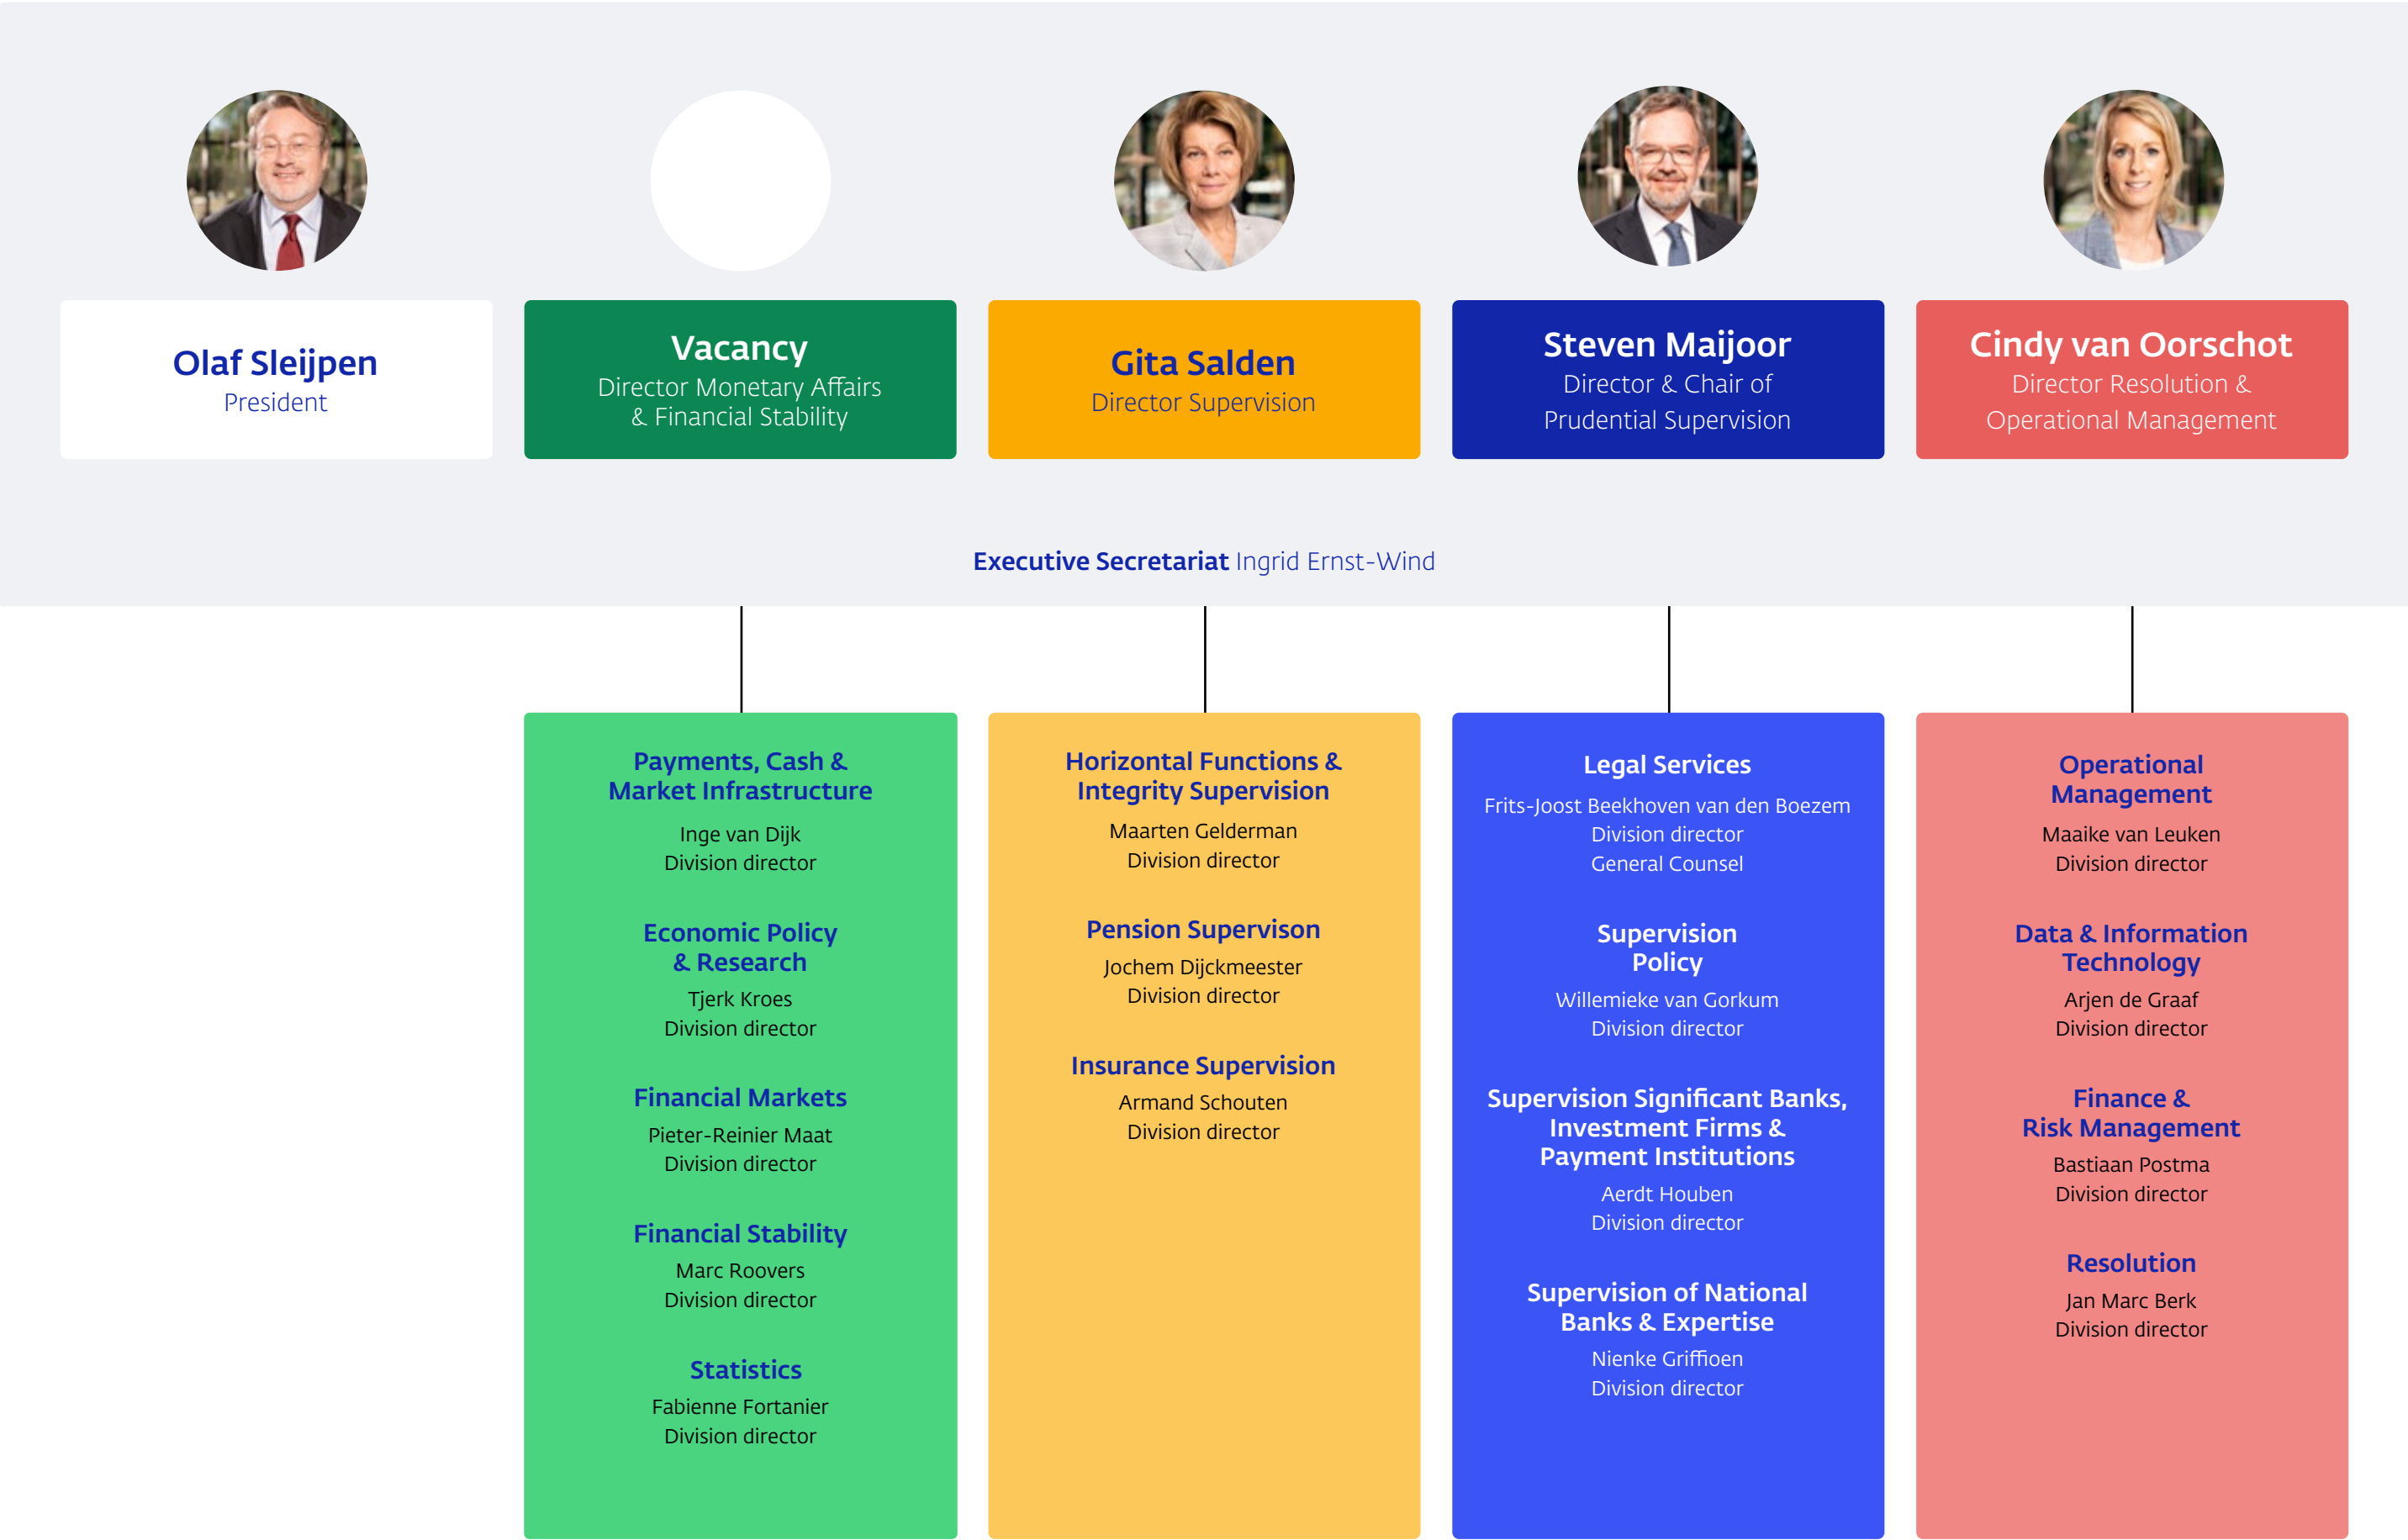 Olaf Sleijpen
President
Vacancy
Director Monetary Affairs
& Financial Stability
Gita Salden
Director Supervision
Steven Maijoor
Director & Chair of
Prudential Supervision
Cindy van Oorschot
Director Resolution &
Operational Management
Executive Secretariat Ingrid Ernst-Wind
Payments, Cash &
Market Infrastructure
Inge van Dijk
Division director
Economic Policy
& Research
Tjerk Kroes
Division director
Financial Markets
Pieter-Reinier Maat
Division director
Financial Stability
Marc Roovers
Division director
Statistics
Fabienne Fortanier
Division director
Horizontal Functions &
Integrity Supervision
Maarten Gelderman
Division director
Pension Supervison
Jochem Dijckmeester
Division director
Insurance Supervision
Armand Schouten
Division director
Legal Services
Frits-Joost Beekhoven van den Boezem
Division director
General Counsel
Supervision
Policy
Willemieke van Gorkum
Division director
Supervision Significant Banks,
Investment Firms &
Payment Institutions
Aerdt Houben
Division director
Supervision of National
Banks & Expertise
Nienke Griffioen
Division director
Operational
Management
Maaike van Leuken
Division director
Data & Information
Technology
Arjen de Graaf
Division director
Finance &
Risk Management
Bastiaan Postma
Division director
Resolution
Jan Marc Berk
Division director